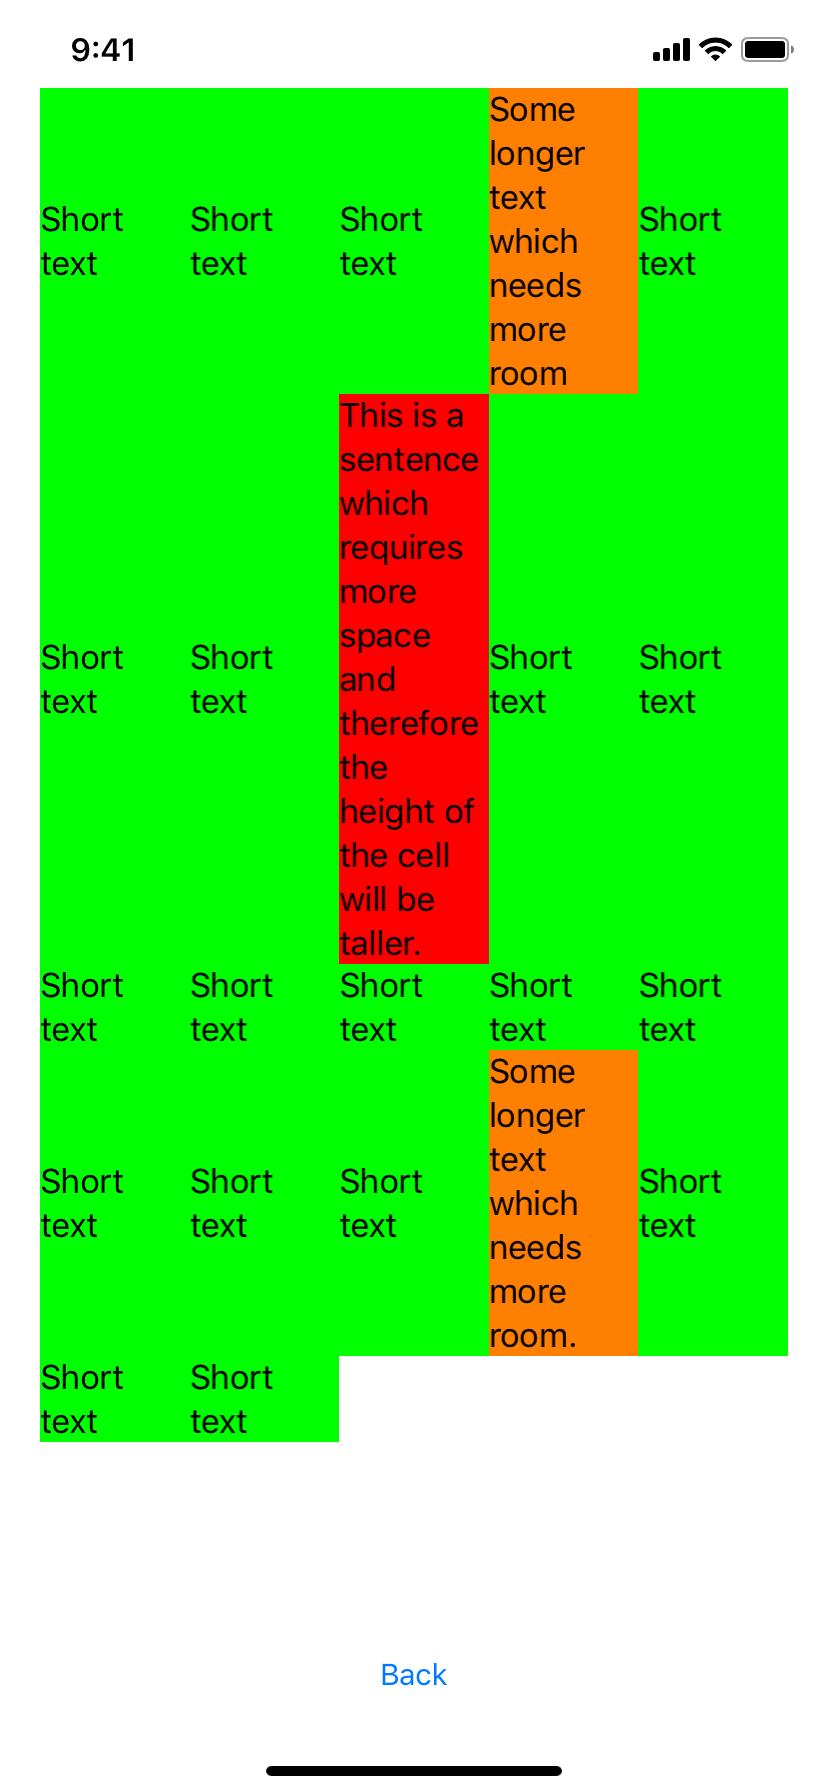 9:41
Short
text
Short
text
Short
text
Some
longer
text
which
needs
more
room
Short
text
Short
text
Short
text
This is a
sentence
which
requires
more
space
and
therefore
the
height of
the cell
will be
taller.
Short
text
Short
text
Short
text
Short
text
Short
text
Short
text
Short
text
Short
text
Short
text
Short
text
Some
longer
text
which
needs
more
room.
Short
text
Short
text
Short
text
Back